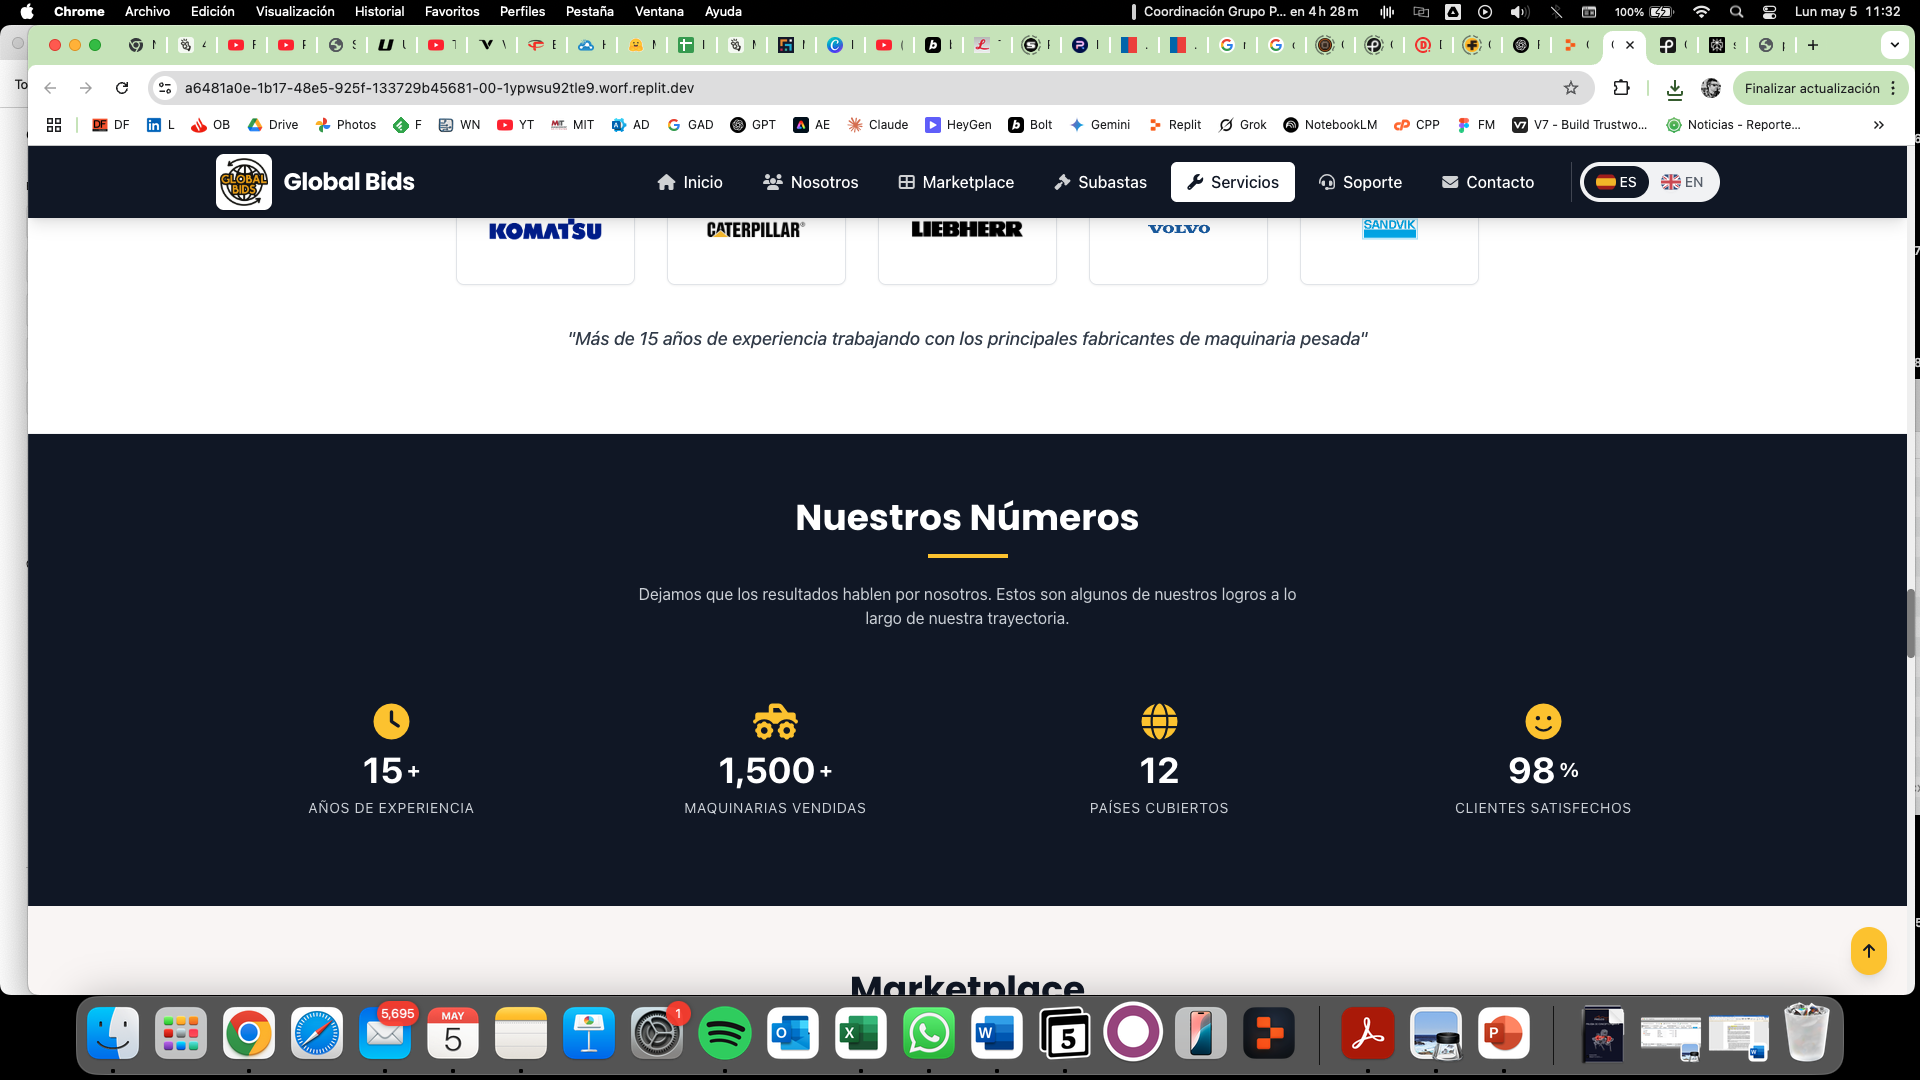 Chrome Archivo Edición Visualización Historial Favoritos Perfiles Pestaña Ventana Ayuda
Coordinación Grupo P... en 4 h 28 m 100% Lun may 5 11:32
a6481a0e-1b17-48e5-925f-133729b45681-00-1ypwsu92tle9.worf.replit.dev
Finalizar actualización
DF L OB Drive Photos F WN YT MIT AD GAD GPT AE Claude HeyGen Bolt Gemini Replit Grok NotebookLM CPP FM V7 - Build Trustwo... Noticias - Reporte...
GLOBAL BIDS
Global Bids
Inicio Nosotros Marketplace Subastas Servicios Soporte Contacto ES EN
KOMATSU CATERPILLAR LIEBHERR VOLVO SANDVIK
"Más de 15 años de experiencia trabajando con los principales fabricantes de maquinaria pesada"
Nuestros Números
Dejamos que los resultados hablen por nosotros. Estos son algunos de nuestros logros a lo
largo de nuestra trayectoria.
15+ 1,500+ 12 98%
AÑOS DE EXPERIENCIA MAQUINARIAS VENDIDAS PAÍSES CUBIERTOS CLIENTES SATISFECHOS
Marketplace
5,695 MAY 5 1 5